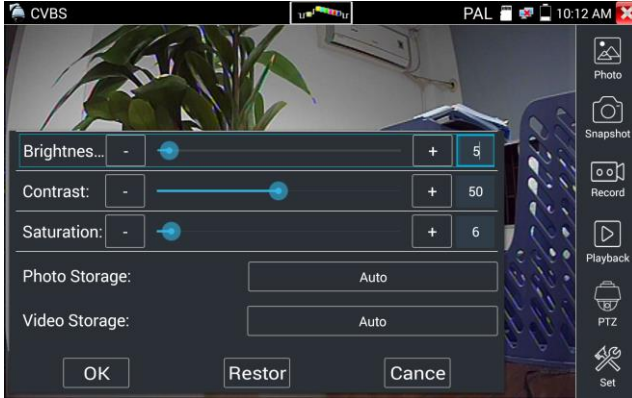 CVBS
PAL 10:12 AM
Photo
Snapshot
Record
Playback
PTZ
Set
Brightnes... - + 5
Contrast: - + 50
Saturation: - + 6
Photo Storage: Auto
Video Storage: Auto
OK Restor Cance